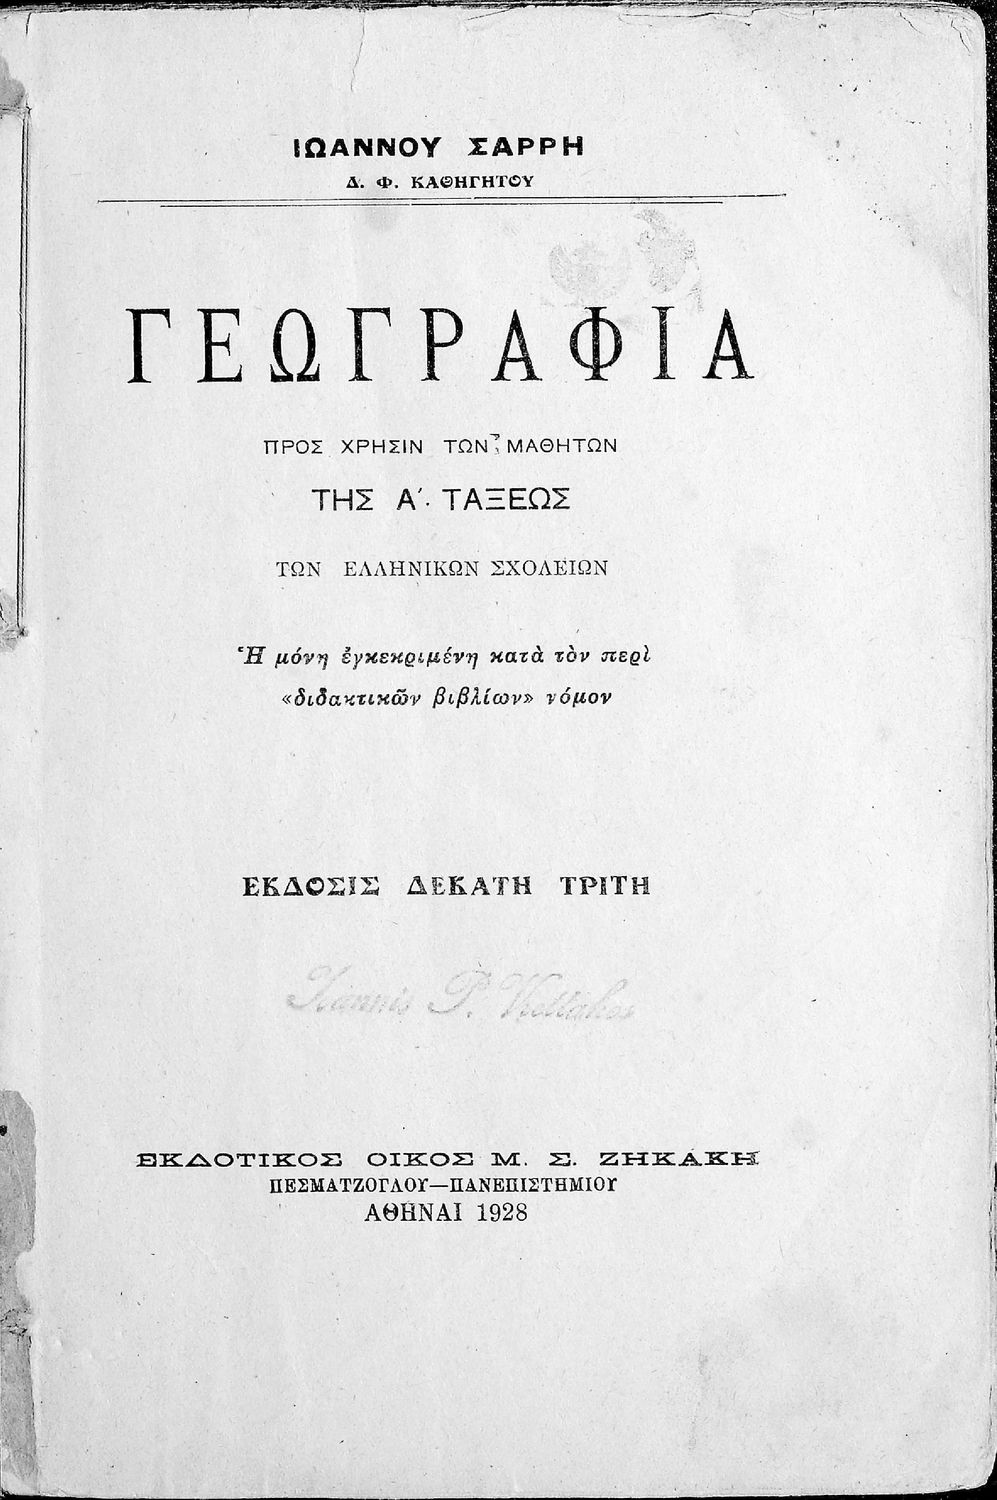 ΙΩΑΝΝΟΥ ΣΑΡΡΗ
Δ. Φ. ΚΑΘΗΓΗΤΟΥ
ΓΕΩΓΡΑΦΙΑ
ΠΡΟΣ ΧΡΗΣΙΝ ΤΩΝ ΜΑΘΗΤΩΝ
ΤΗΣ Α΄. ΤΑΞΕΩΣ
ΤΩΝ ΕΛΛΗΝΙΚΩΝ ΣΧΟΛΕΙΩΝ
Ἡ μόνη ἐγκεκριμένη κατὰ τὸν περὶ
«διδακτικῶν βιβλίων» νόμον
ΕΚΔΟΣΙΣ ΔΕΚΑΤΗ ΤΡΙΤΗ
P.
ΕΚΔΟΤΙΚΟΣ ΟΙΚΟΣ Μ. Σ. ΖΗΚΑΚΗ
ΠΕΣΜΑΤΖΟΓΛΟΥ—ΠΑΝΕΠΙΣΤΗΜΙΟΥ
ΑΘΗΝΑΙ 1928